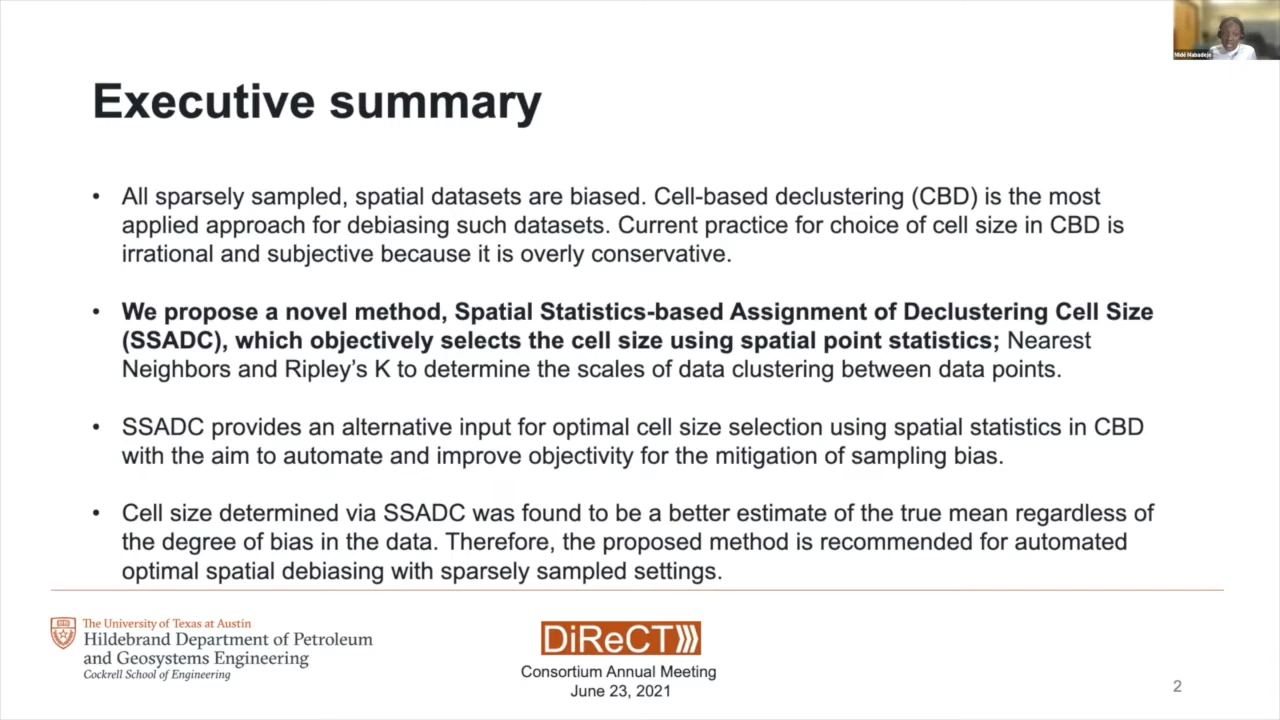 Executive summary
• All sparsely sampled, spatial datasets are biased. Cell-based declustering (CBD) is the most
applied approach for debiasing such datasets. Current practice for choice of cell size in CBD is
irrational and subjective because it is overly conservative.
• We propose a novel method, Spatial Statistics-based Assignment of Declustering Cell Size
(SSADC), which objectively selects the cell size using spatial point statistics; Nearest
Neighbors and Ripley’s K to determine the scales of data clustering between data points.
• SSADC provides an alternative input for optimal cell size selection using spatial statistics in CBD
with the aim to automate and improve objectivity for the mitigation of sampling bias.
• Cell size determined via SSADC was found to be a better estimate of the true mean regardless of
the degree of bias in the data. Therefore, the proposed method is recommended for automated
optimal spatial debiasing with sparsely sampled settings.
The University of Texas at Austin
Hildebrand Department of Petroleum
and Geosystems Engineering
Cockrell School of Engineering
DiReCT
Consortium Annual Meeting
June 23, 2021
2
Midé Mabadeje